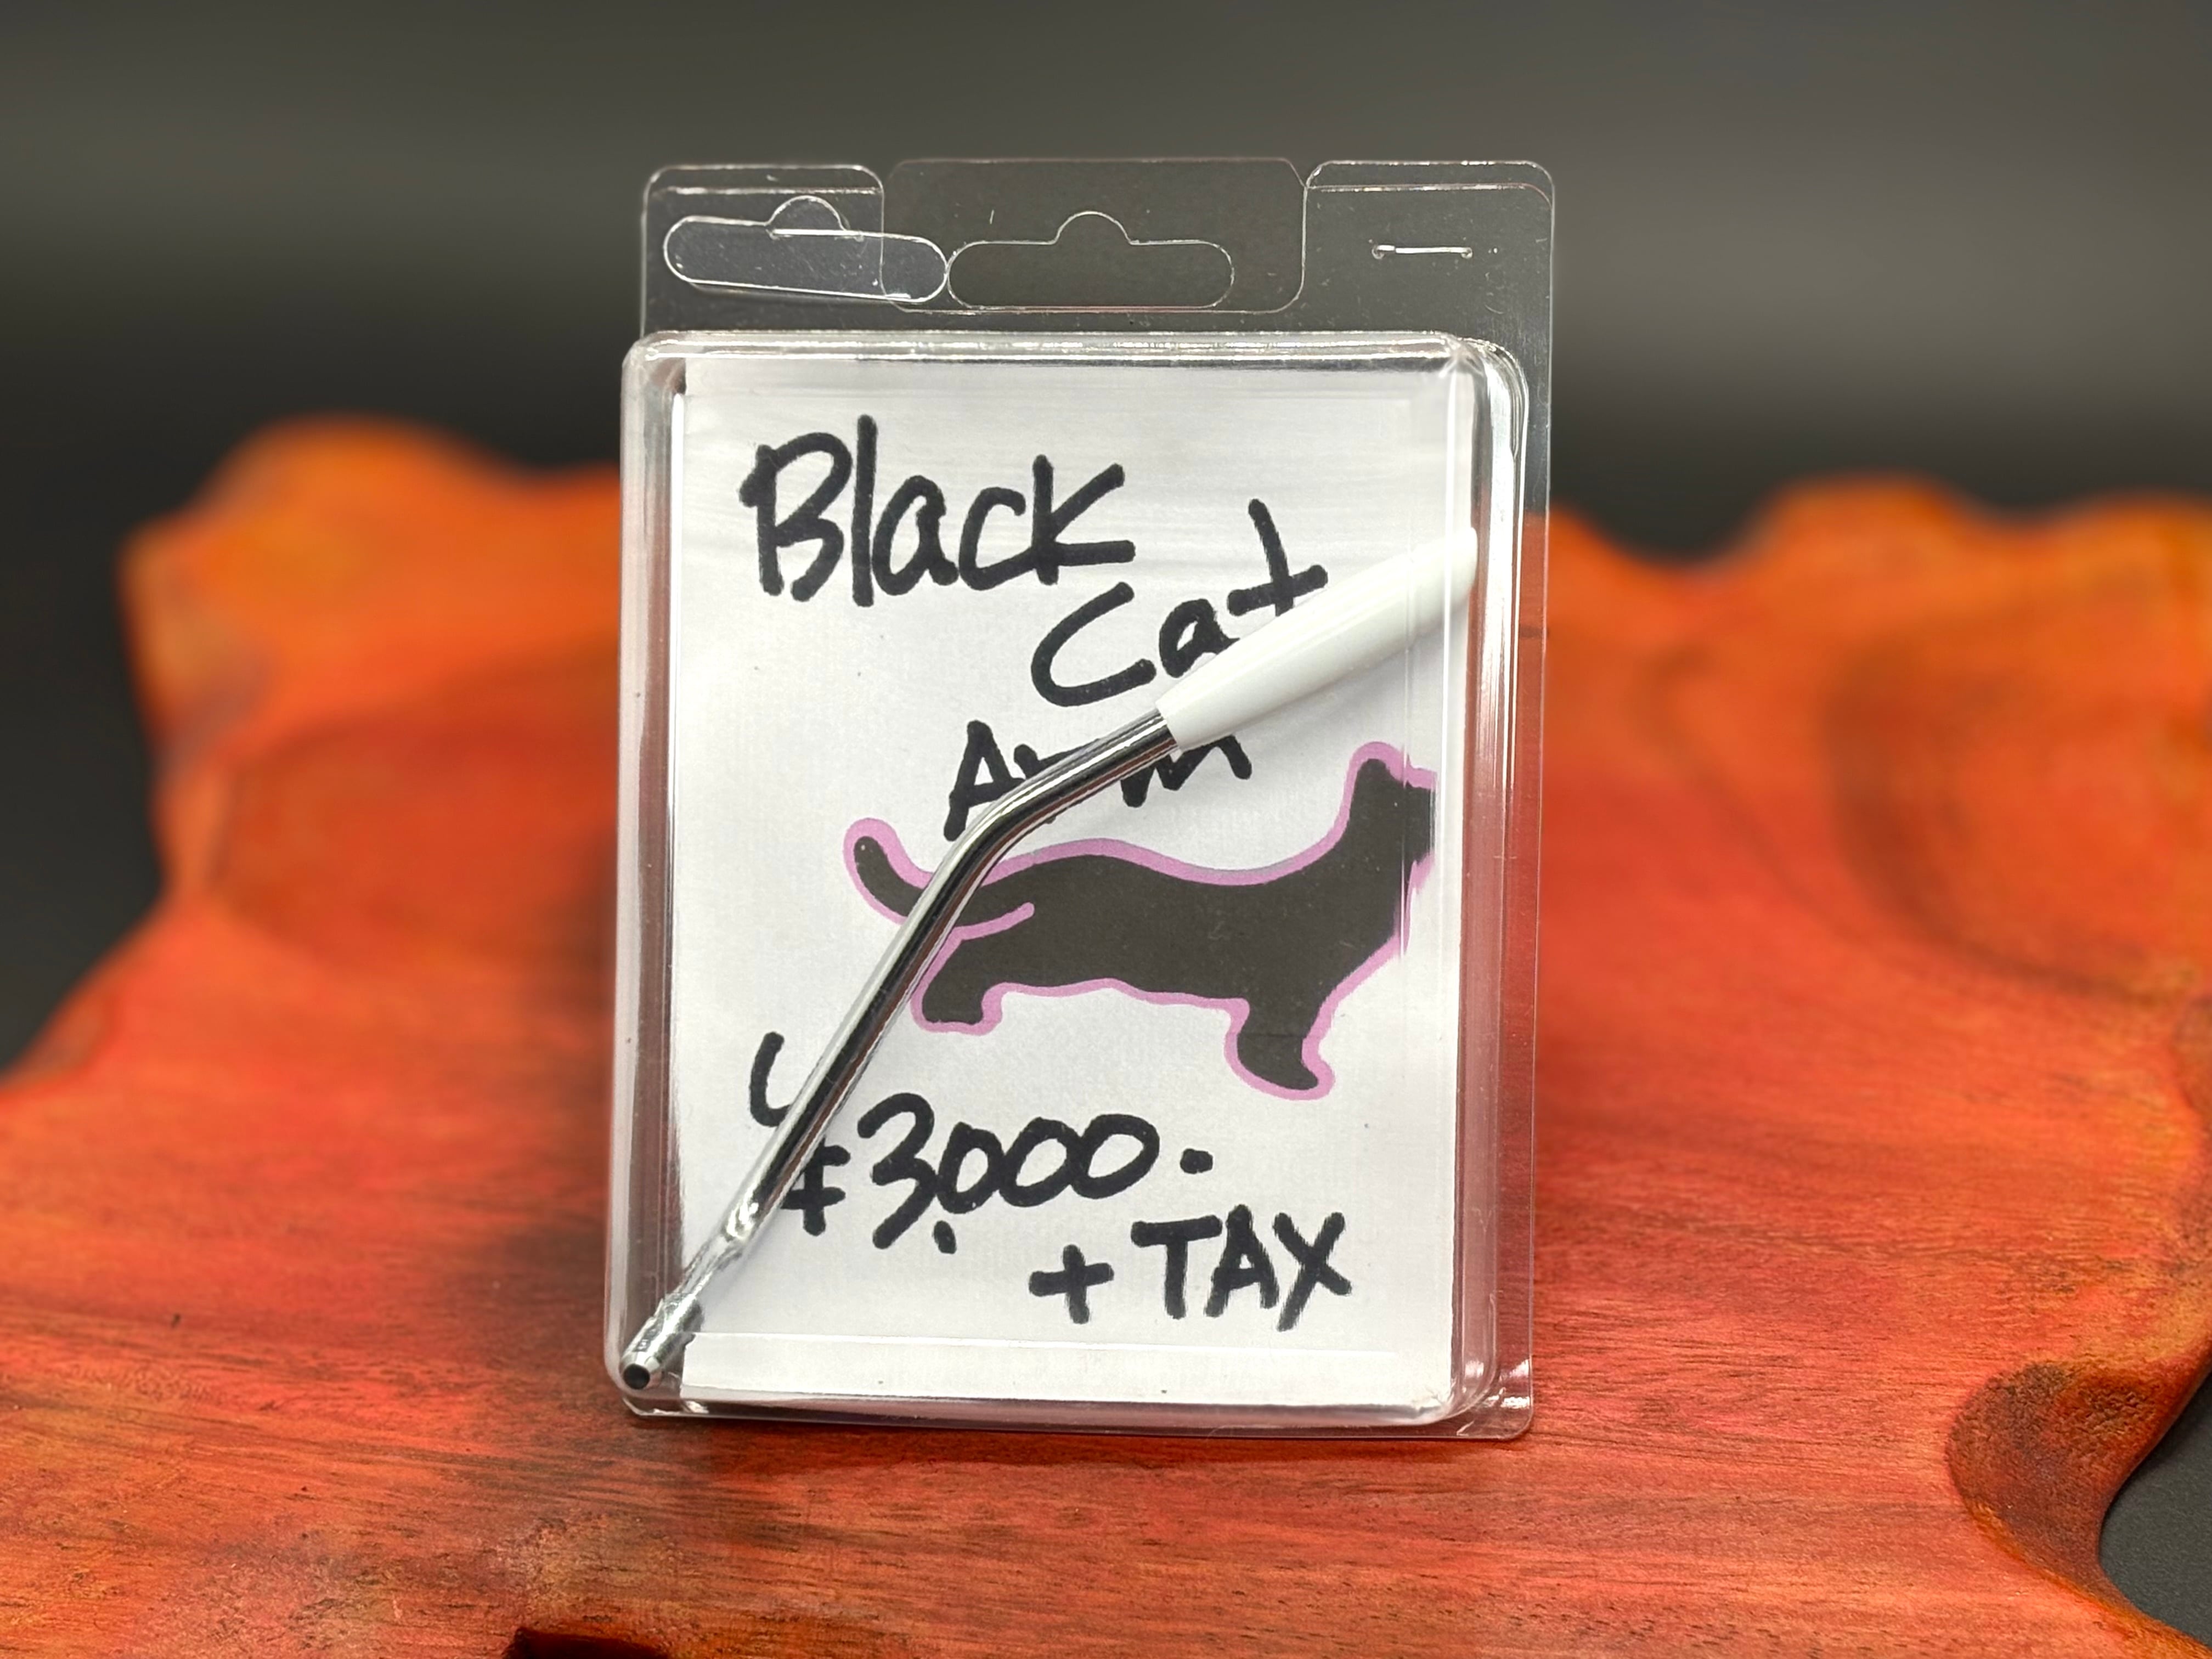 Black
Cat
Arm
¥3,000.
+TAX